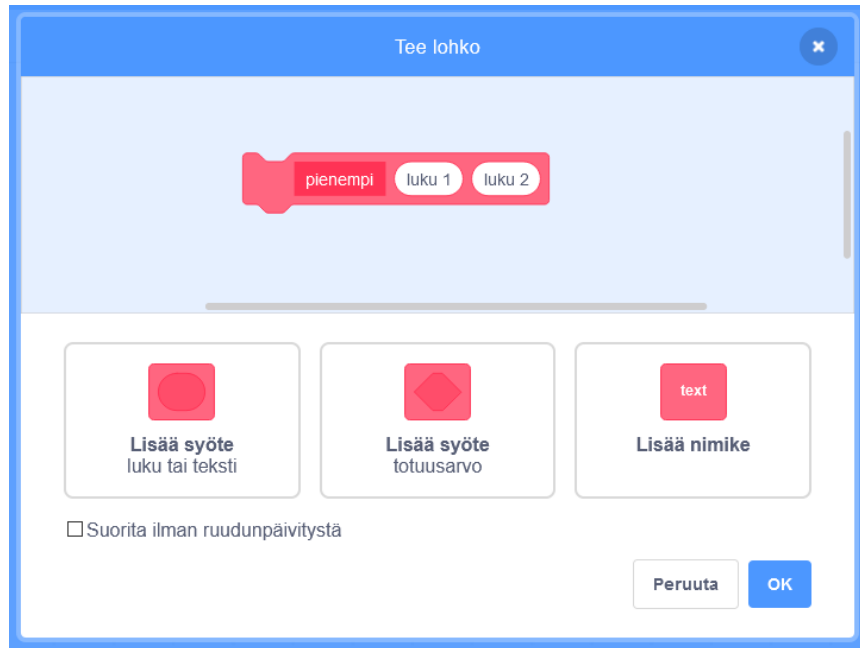 Tee lohko
pienempi luku 1 luku 2
text
Lisää syöte
luku tai teksti
Lisää syöte
totuusarvo
Lisää nimike
Suorita ilman ruudunpäivitystä
Peruuta OK